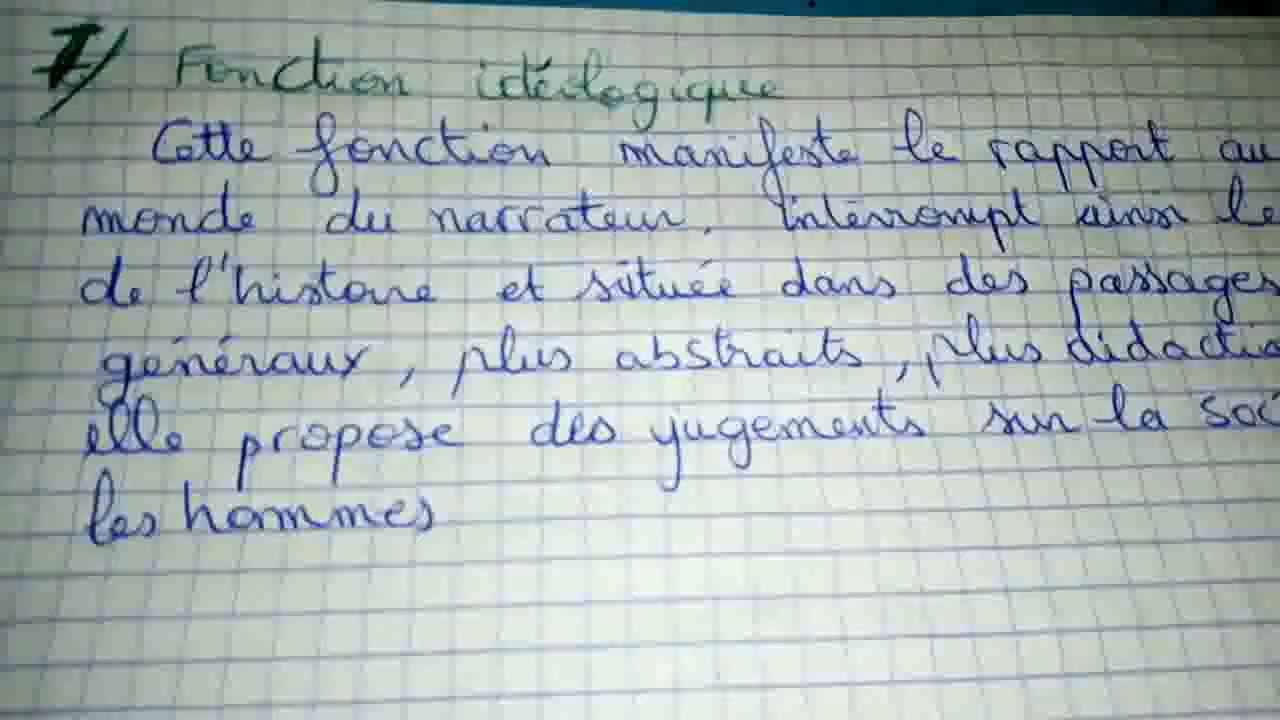 7/ Fonction idéologique
Cette fonction manifeste le rapport au
monde du narrateur. Interrompt ainsi le
de l'histoire et située dans des passages
généraux, plus abstraits, plus didactiq
elle propose des jugements sur la soci
les hommes